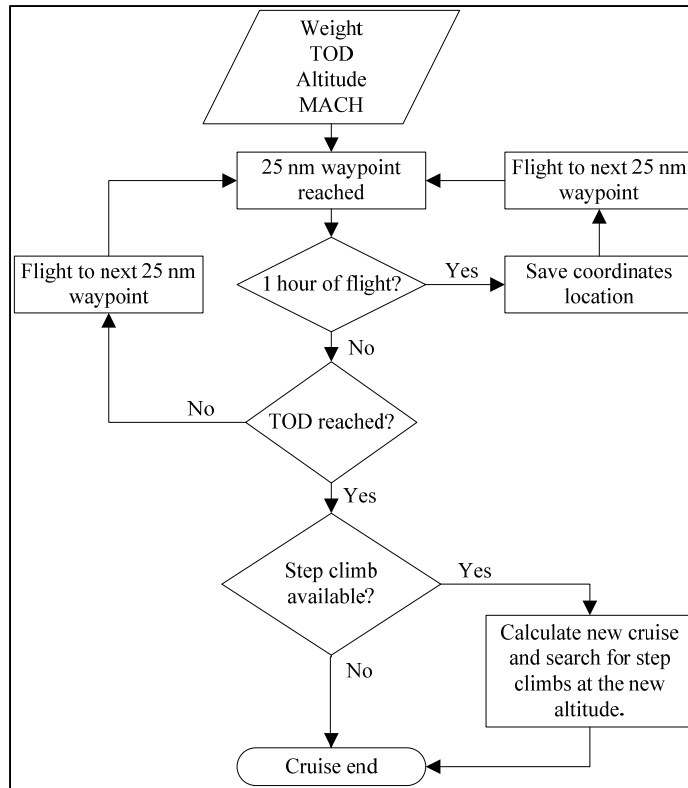 Weight
TOD
Altitude
MACH
25 nm waypoint
reached
Flight to next 25 nm
waypoint
1 hour of flight?
Yes
Save coordinates
location
Flight to next 25 nm
waypoint
No
TOD reached?
No
Yes
Step climb
available?
Yes
Calculate new cruise
and search for step
climbs at the new
altitude.
No
Cruise end